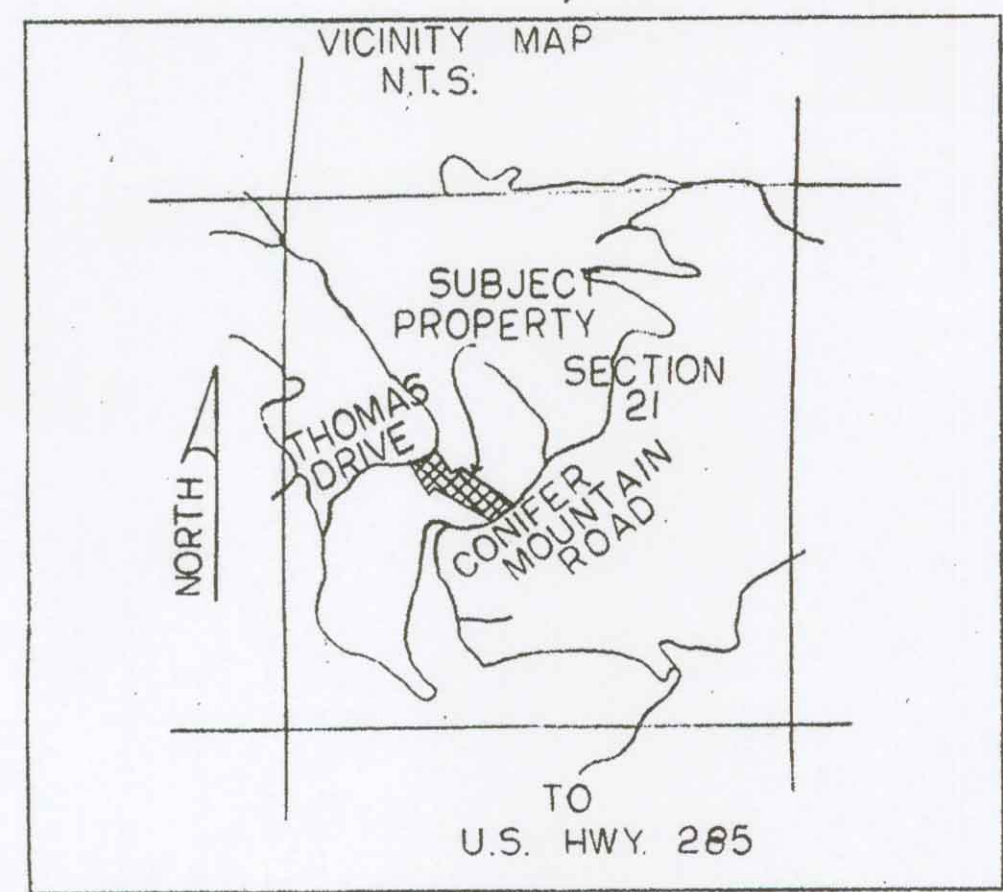 VICINITY MAP
N.T.S.
SUBJECT
PROPERTY
SECTION
21
THOMAS
DRIVE
NORTH
CONIFER
MOUNTAIN
ROAD
TO
U.S. HWY. 285